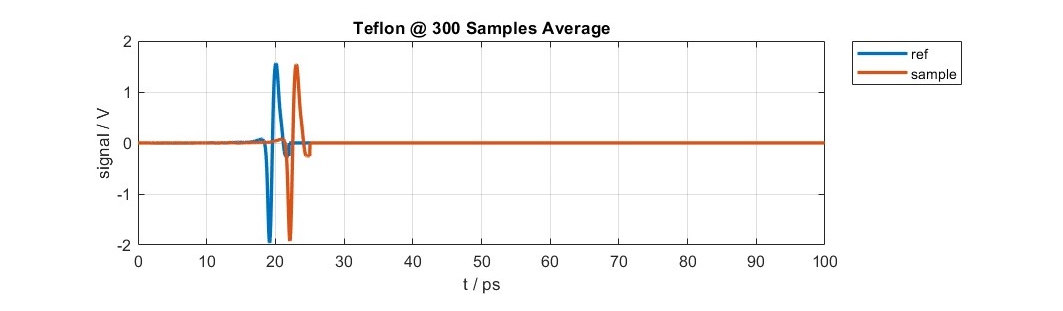 Teflon @ 300 Samples Average
ref
sample
signal / V
2
1
0
-1
-2
0 10 20 30 40 50 60 70 80 90 100
t / ps